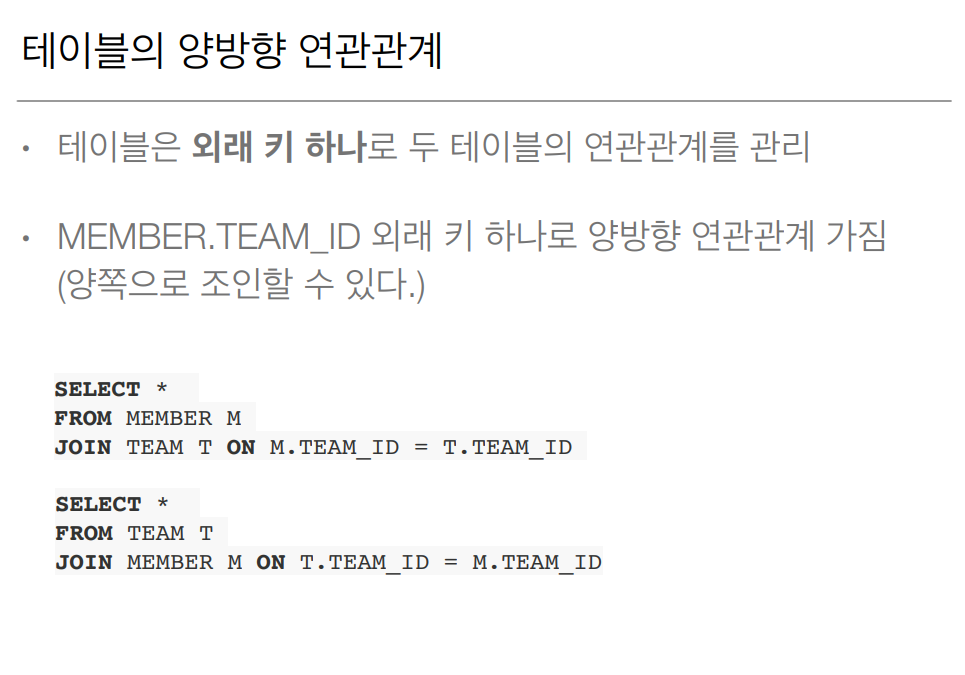 테이블의 양방향 연관관계
• 테이블은 외래 키 하나로 두 테이블의 연관관계를 관리
• MEMBER.TEAM_ID 외래 키 하나로 양방향 연관관계 가짐
(양쪽으로 조인할 수 있다.)
SELECT *
FROM MEMBER M
JOIN TEAM T ON M.TEAM_ID = T.TEAM_ID
SELECT *
FROM TEAM T
JOIN MEMBER M ON T.TEAM_ID = M.TEAM_ID